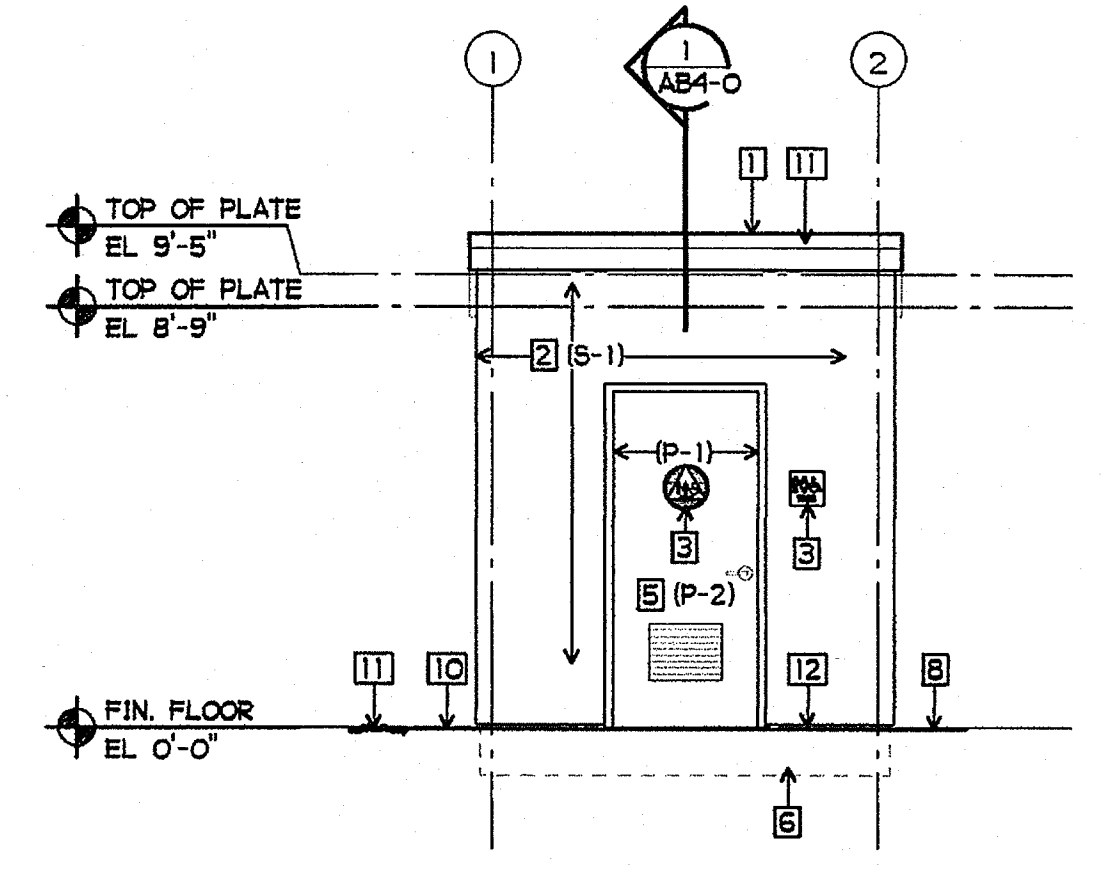 1
1
AB4-0
2
1
11
TOP OF PLATE
EL 9'-5"
TOP OF PLATE
EL 8'-9"
2 (S-1)
(P-1)
3
3
5 (P-2)
11
10
12
8
FIN. FLOOR
EL 0'-0"
6